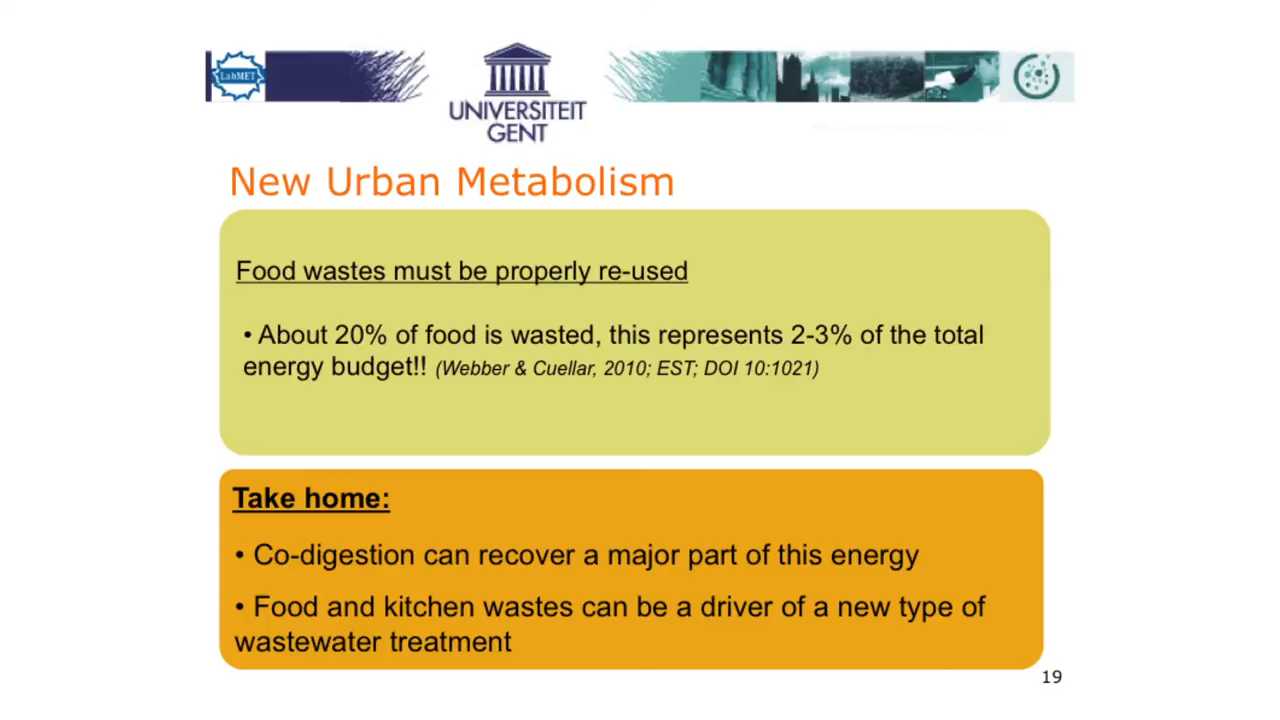 LabMET
UNIVERSITEIT
GENT
New Urban Metabolism
Food wastes must be properly re-used
• About 20% of food is wasted, this represents 2-3% of the total
energy budget!! (Webber & Cuellar, 2010; EST; DOI 10:1021)
Take home:
• Co-digestion can recover a major part of this energy
• Food and kitchen wastes can be a driver of a new type of
wastewater treatment
19